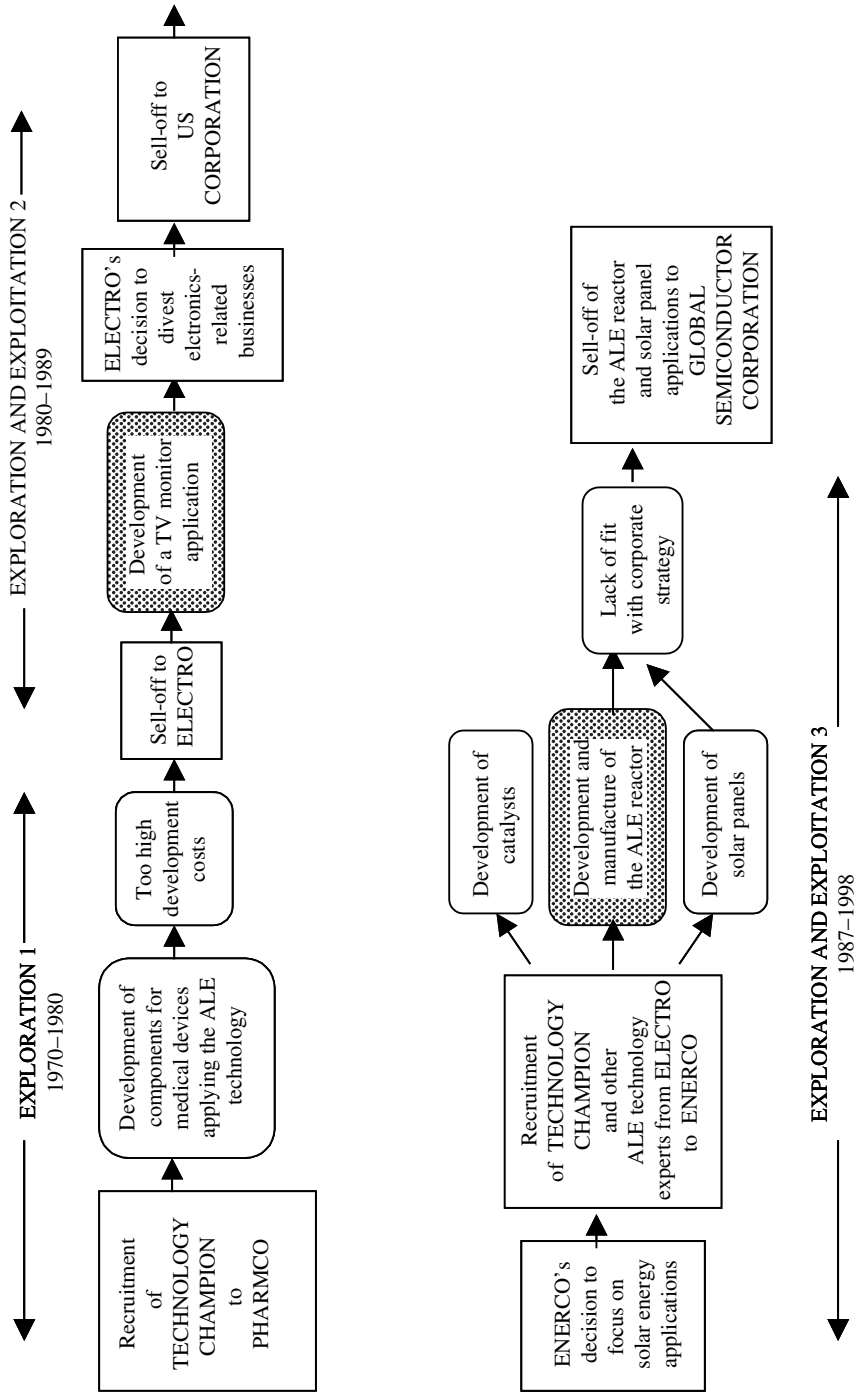 EXPLORATION 1
1970–1980
EXPLORATION AND EXPLOITATION 2
1980–1989
Recruitment
of
TECHNOLOGY
CHAMPION
to
PHARMCO
Development of
components for
medical devices
applying the ALE
technology
Too high
development
costs
Sell-off to
ELECTRO
Development
of a TV monitor
application
ELECTRO's
decision to
divest
elctronics-
related
businesses
Sell-off to
US
CORPORATION
ENERCO's
decision to
focus on
solar energy
applications
Recruitment
of TECHNOLOGY
CHAMPION
and other
ALE technology
experts from ELECTRO
to ENERCO
Development of
catalysts
Development and
manufacture of
the ALE reactor
Development of
solar panels
Lack of fit
with corporate
strategy
Sell-off of
the ALE reactor
and solar panel
applications to
GLOBAL
SEMICONDUCTOR
CORPORATION
EXPLORATION AND EXPLOITATION 3
1987–1998